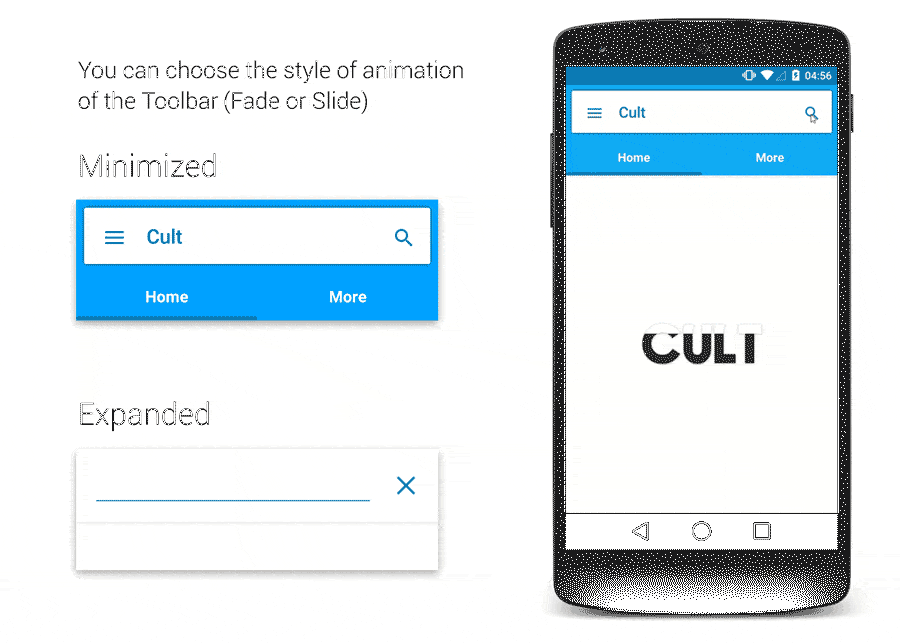 You can choose the style of animation
of the Toolbar (Fade or Slide)
Minimized
Cult
Home More
Expanded
04:56
Cult
Home More
CULT